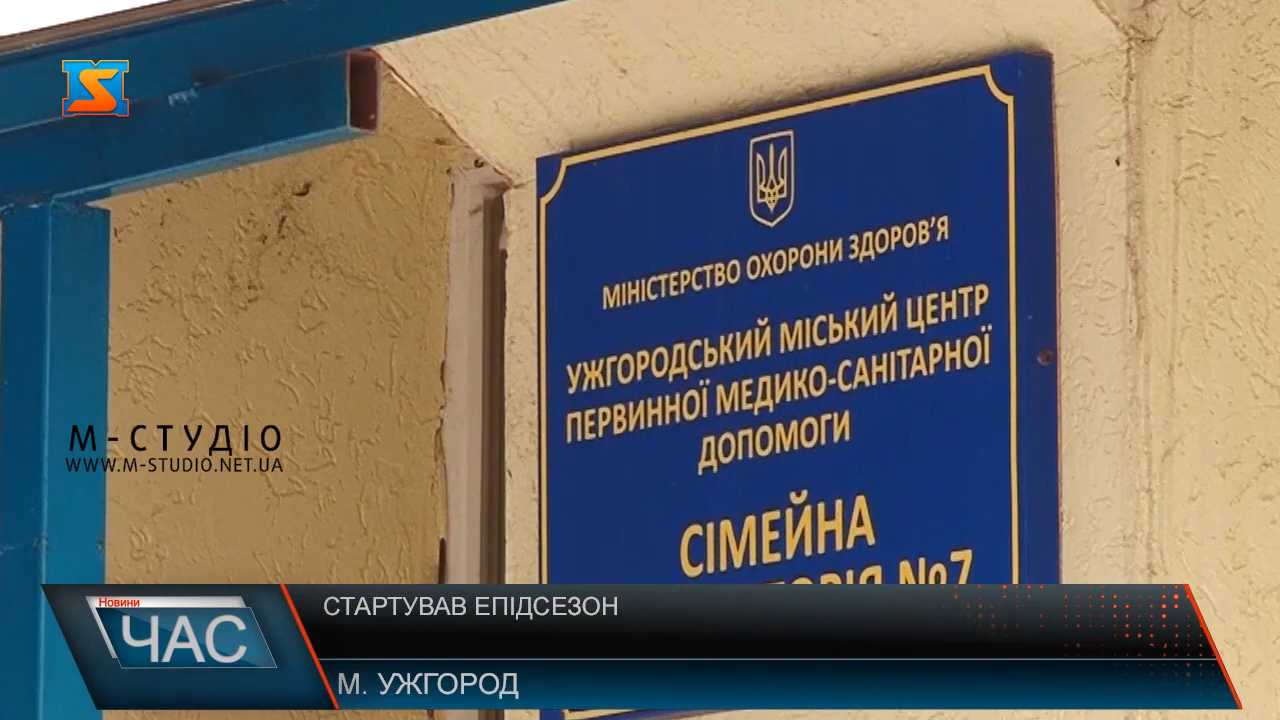 МІНІСТЕРСТВО ОХОРОНИ ЗДОРОВ’Я
УЖГОРОДСЬКИЙ МІСЬКИЙ ЦЕНТР
ПЕРВИННОЇ МЕДИКО-САНІТАРНОЇ
ДОПОМОГИ
СІМЕЙНА
№7
М-СТУДІО
WWW.M-STUDIO.NET.UA
Новини
ЧАС
СТАРТУВАВ ЕПІДСЕЗОН
М. УЖГОРОД